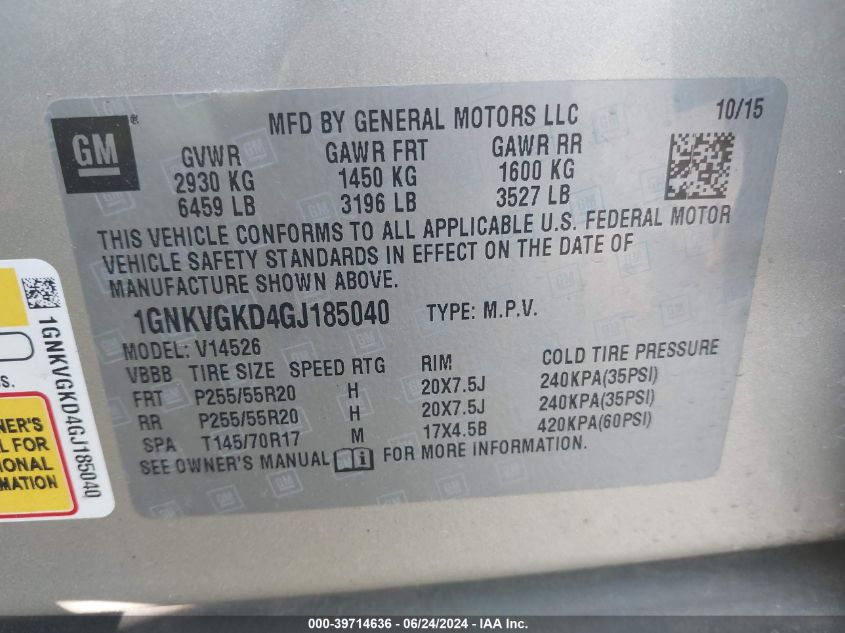 GM
®
MFD BY GENERAL MOTORS LLC
10/15
GVWR GAWR FRT GAWR RR
2930 KG 1450 KG 1600 KG
6459 LB 3196 LB 3527 LB
THIS VEHICLE CONFORMS TO ALL APPLICABLE U.S. FEDERAL MOTOR
VEHICLE SAFETY STANDARDS IN EFFECT ON THE DATE OF
MANUFACTURE SHOWN ABOVE.
1GNKVGKD4GJ185040 TYPE: M.P.V.
MODEL: V14526
VBBB TIRE SIZE SPEED RTG RIM COLD TIRE PRESSURE
FRT P255/55R20 H 20X7.5J 240KPA(35PSI)
RR P255/55R20 H 20X7.5J 240KPA(35PSI)
SPA T145/70R17 M 17X4.5B 420KPA(60PSI)
SEE OWNER'S MANUAL i FOR MORE INFORMATION.
1GNKVGKD4GJ185040
S.
NER'S
L FOR
IONAL
MATION
000-39714636 - 06/24/2024 - IAA Inc.